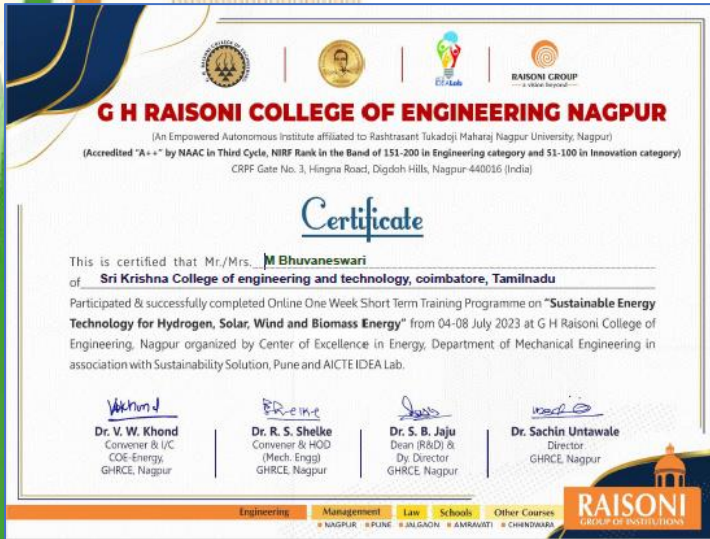 IDEA Lab
RAISONI GROUP
a vision beyond
G H RAISONI COLLEGE OF ENGINEERING NAGPUR
(An Empowered Autonomous Institute affiliated to Rashtrasant Tukadoji Maharaj Nagpur University, Nagpur)
(Accredited "A++" by NAAC in Third Cycle, NIRF Rank in the Band of 151-200 in Engineering category and 51-100 in Innovation category)
CRPF Gate No. 3, Hingna Road, Digdoh Hills, Nagpur-440016 (India)
Certificate
This is certified that Mr./Mrs. M Bhuvaneswari
of Sri Krishna College of engineering and technology, coimbatore, Tamilnadu
Participated & successfully completed Online One Week Short Term Training Programme on "Sustainable Energy
Technology for Hydrogen, Solar, Wind and Biomass Energy" from 04-08 July 2023 at G H Raisoni College of
Engineering, Nagpur organized by Center of Excellence in Energy, Department of Mechanical Engineering in
association with Sustainability Solution, Pune and AICTE IDEA Lab.
Dr. V. W. Khond
Convener & I/C
COE-Energy,
GHRCE, Nagpur
Dr. R. S. Shelke
Convener & HOD
(Mech. Engg)
GHRCE, Nagpur
Dr. S. B. Jaju
Dean (R&D) &
Dy. Director
GHRCE, Nagpur
Dr. Sachin Untawale
Director
GHRCE, Nagpur
Engineering Management Law Schools Other Courses
NAGPUR PUNE JALGAON AMRAVATI CHHINDWARA
RAISONI
GROUP OF INSTITUTIONS